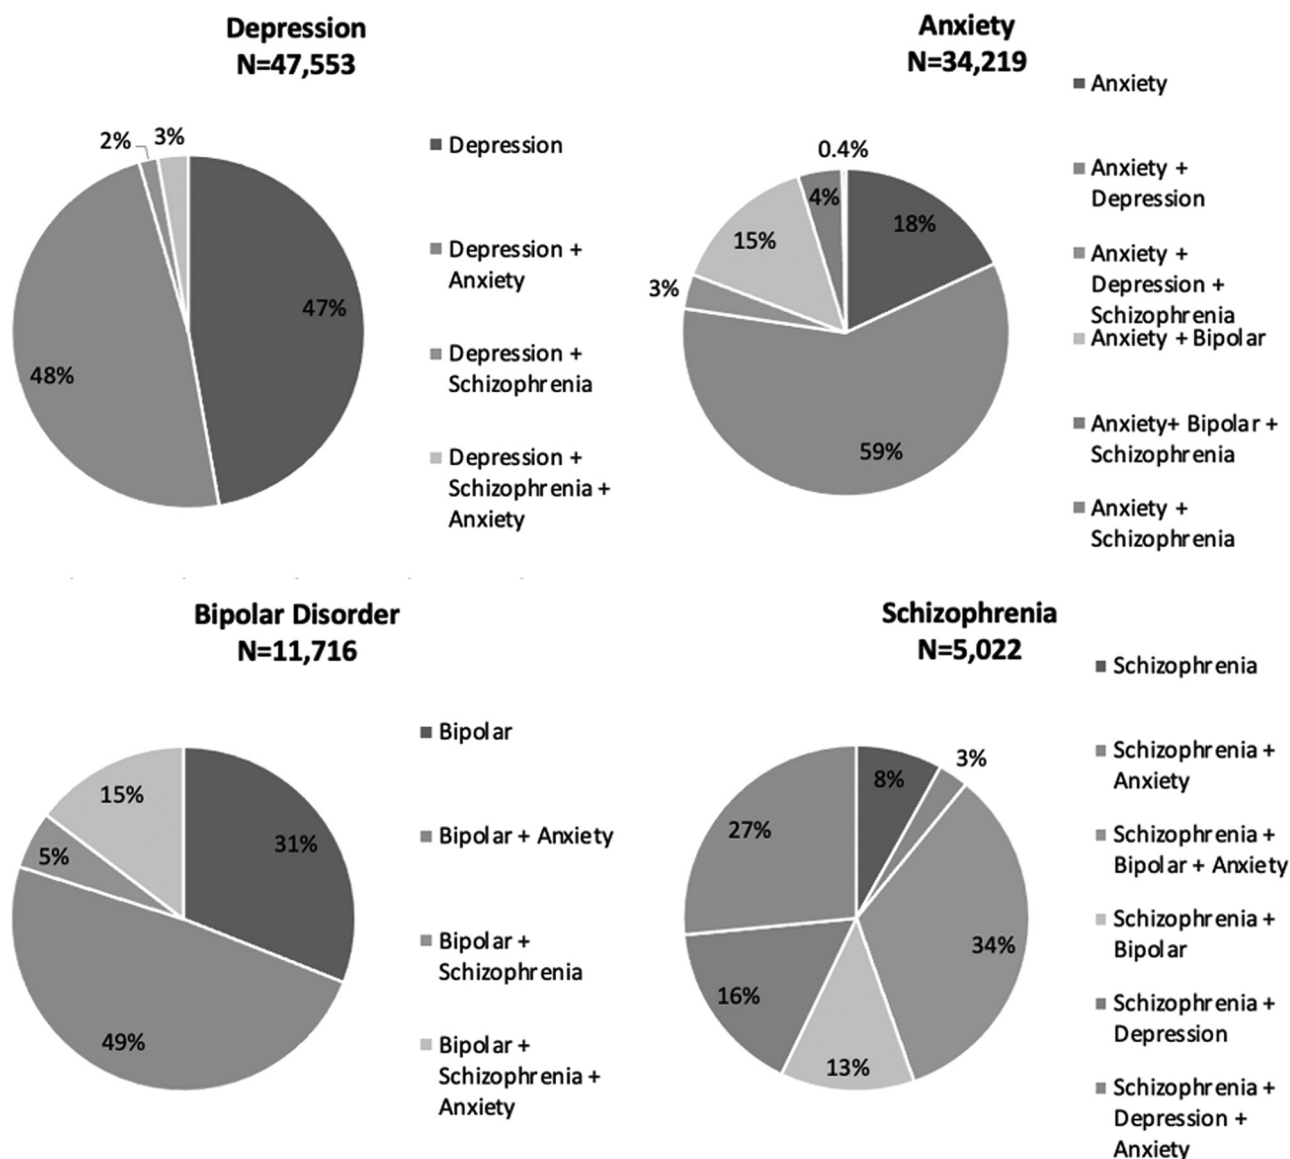 Depression
N=47,553
2%
3%
47%
48%
Depression
Depression +
Anxiety
Depression +
Schizophrenia
Depression +
Schizophrenia +
Anxiety
Anxiety
N=34,219
0.4%
4%
18%
15%
3%
59%
Anxiety
Anxiety +
Depression
Anxiety +
Depression +
Schizophrenia
Anxiety + Bipolar
Anxiety+ Bipolar +
Schizophrenia
Anxiety +
Schizophrenia
Bipolar Disorder
N=11,716
15%
31%
5%
49%
Bipolar
Bipolar + Anxiety
Bipolar +
Schizophrenia
Bipolar +
Schizophrenia +
Anxiety
Schizophrenia
N=5,022
8%
3%
27%
34%
16%
13%
Schizophrenia
Schizophrenia +
Anxiety
Schizophrenia +
Bipolar + Anxiety
Schizophrenia +
Bipolar
Schizophrenia +
Depression
Schizophrenia +
Depression +
Anxiety